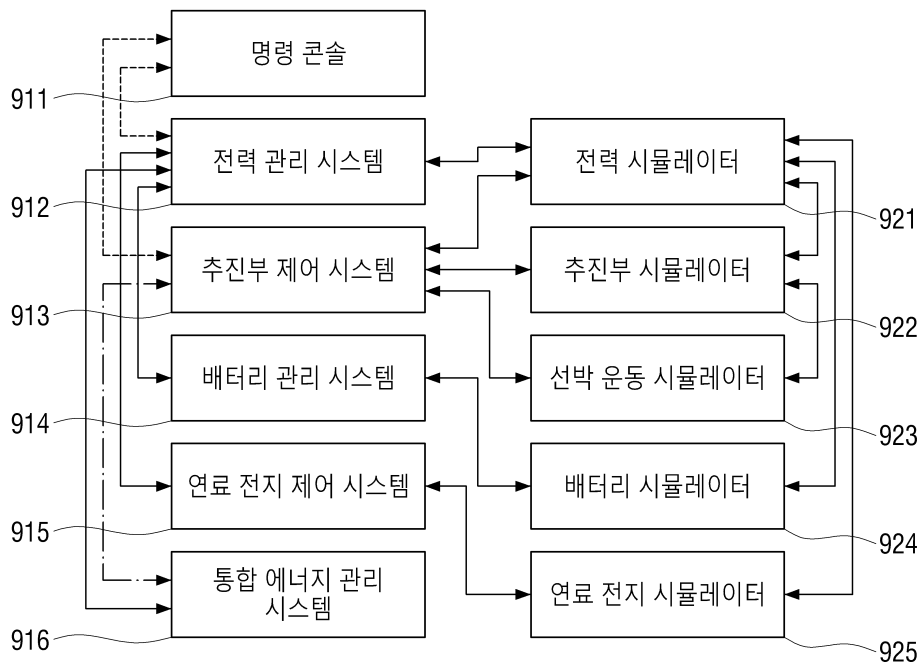 명령 콘솔
911
전력 관리 시스템
912
추진부 제어 시스템
913
배터리 관리 시스템
914
연료 전지 제어 시스템
915
통합 에너지 관리
시스템
916
전력 시뮬레이터
921
추진부 시뮬레이터
922
선박 운동 시뮬레이터
923
배터리 시뮬레이터
924
연료 전지 시뮬레이터
925